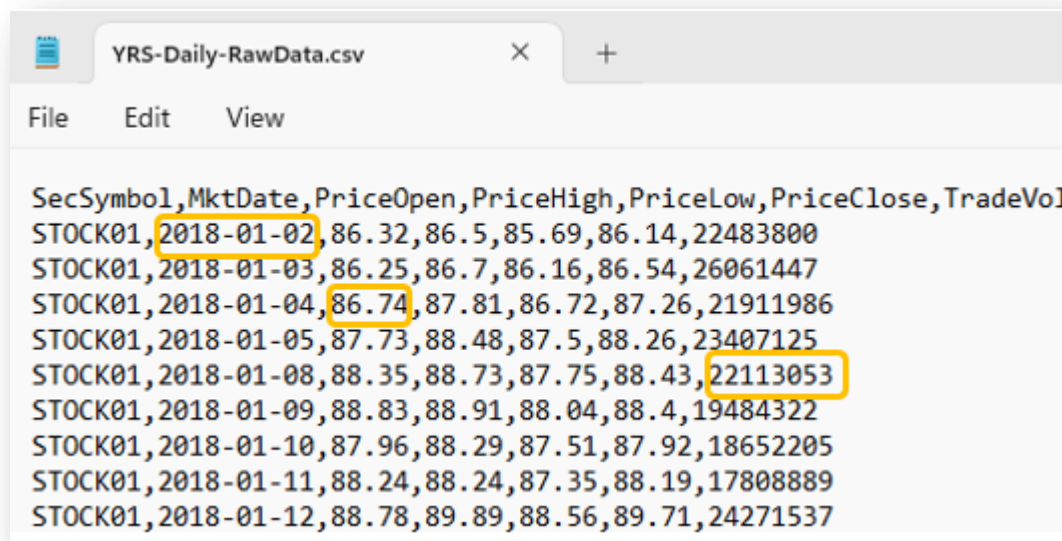 YRS-Daily-RawData.csv
File Edit View
SecSymbol,MktDate,PriceOpen,PriceHigh,PriceLow,PriceClose,TradeVol
STOCK01,2018-01-02,86.32,86.5,85.69,86.14,22483800
STOCK01,2018-01-03,86.25,86.7,86.16,86.54,26061447
STOCK01,2018-01-04,86.74,87.81,86.72,87.26,21911986
STOCK01,2018-01-05,87.73,88.48,87.5,88.26,23407125
STOCK01,2018-01-08,88.35,88.73,87.75,88.43,22113053
STOCK01,2018-01-09,88.83,88.91,88.04,88.4,19484322
STOCK01,2018-01-10,87.96,88.29,87.51,87.92,18652205
STOCK01,2018-01-11,88.24,88.24,87.35,88.19,17808889
STOCK01,2018-01-12,88.78,89.89,88.56,89.71,24271537